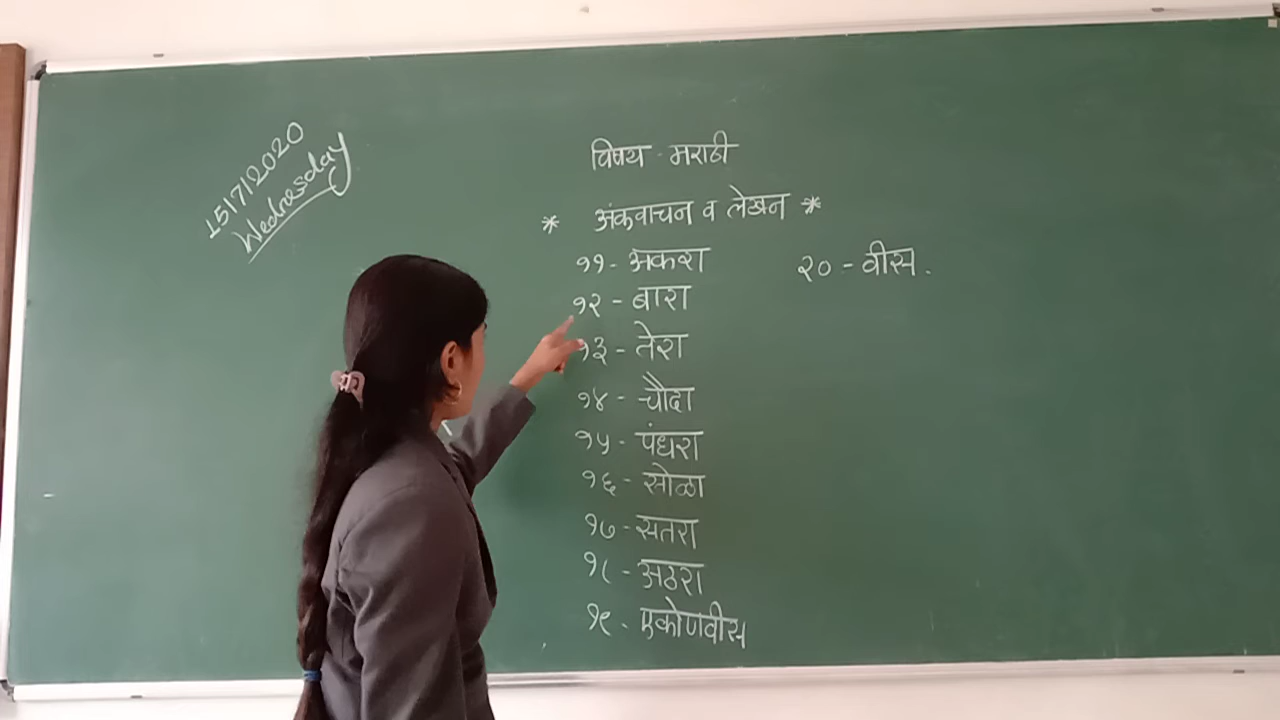 15/7/2020
Wednesday
विषय - मराठी
* अंकवाचन व लेखन *
११ - अकरा
१२ - बारा
१३ - तेरा
१४ - चौदा
१५ - पंधरा
१६ - सोळा
१७ - सतरा
१८ - अठरा
१९ - एकोणवीस
२० - वीस.